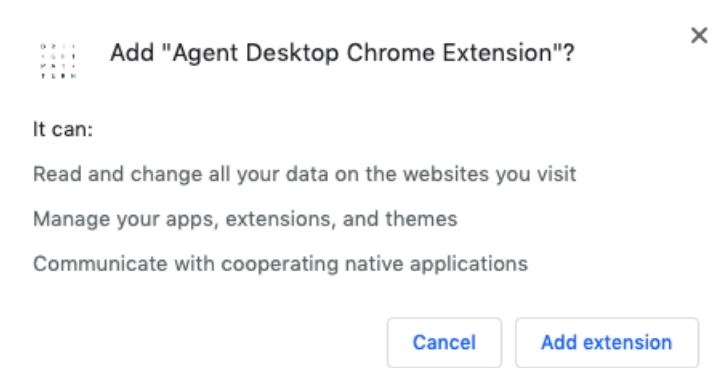 Add "Agent Desktop Chrome Extension"?
It can:
Read and change all your data on the websites you visit
Manage your apps, extensions, and themes
Communicate with cooperating native applications
Cancel
Add extension